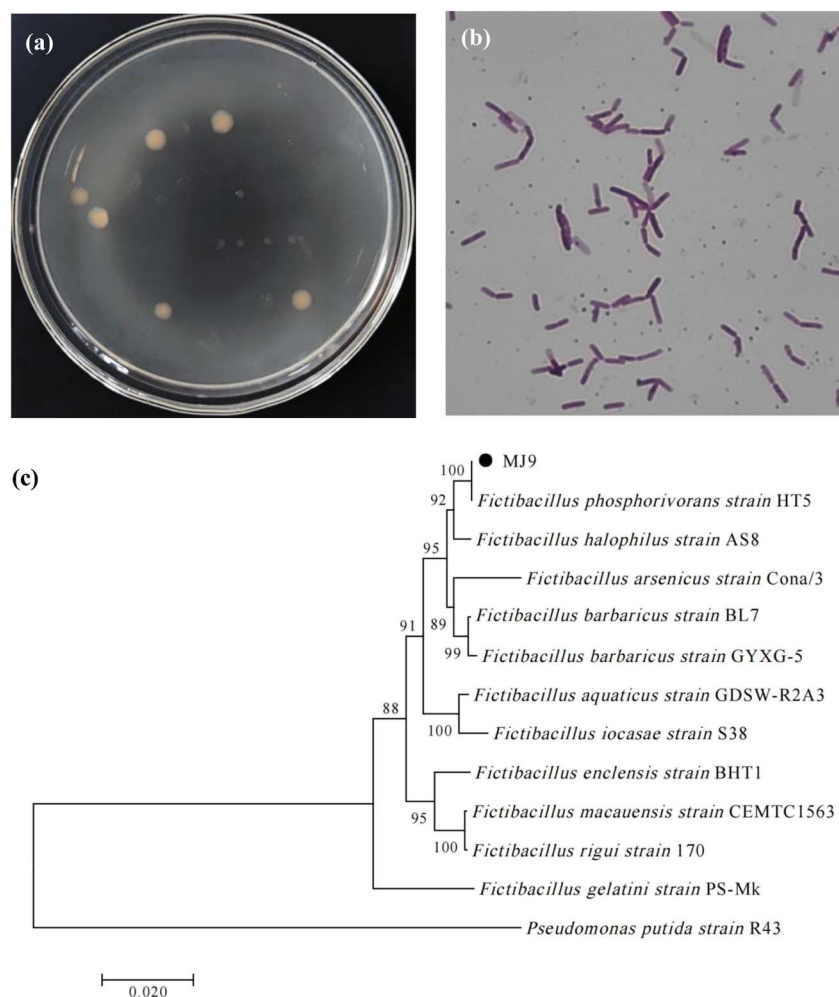 (a)
(b)
(c)
100
MJ9
92
Fictibacillus phosphorivorans strain HT5
Fictibacillus halophilus strain AS8
95
Fictibacillus arsenicus strain Cona/3
Fictibacillus barbaricus strain BL7
91
89
99
Fictibacillus barbaricus strain GYXG-5
Fictibacillus aquaticus strain GDSW-R2A3
88
100
Fictibacillus iocasae strain S38
Fictibacillus enclensis strain BHT1
95
Fictibacillus macauensis strain CEMTC1563
100
Fictibacillus rigui strain 170
Fictibacillus gelatini strain PS-Mk
Pseudomonas putida strain R43
0.020